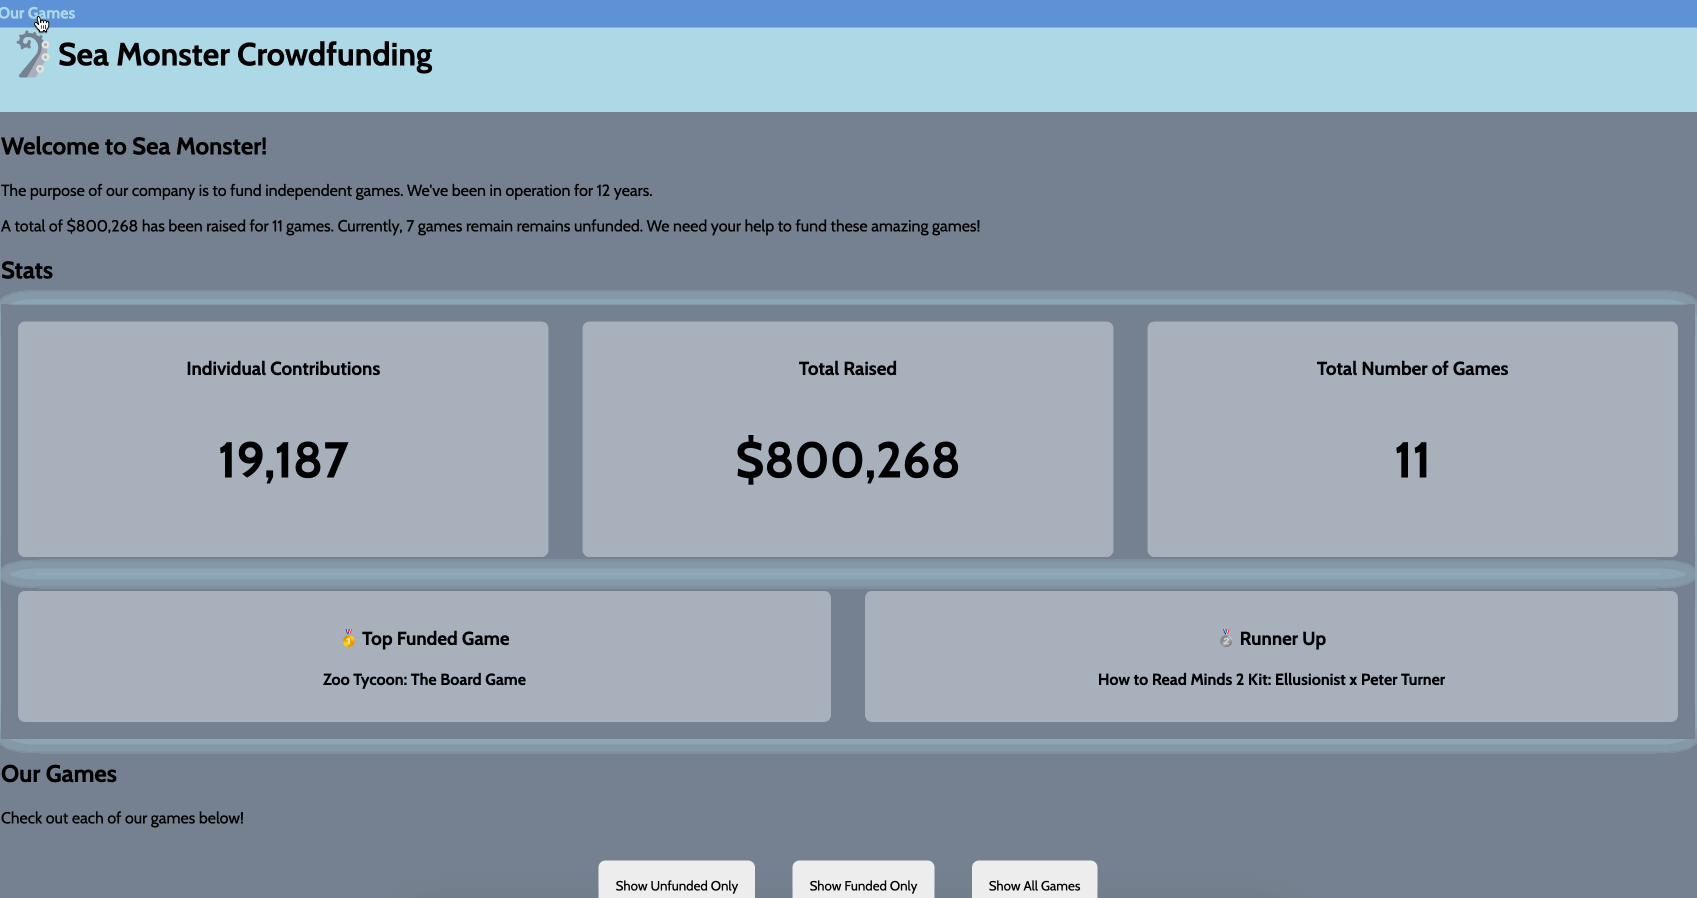 Our Games
Sea Monster Crowdfunding
Welcome to Sea Monster!
The purpose of our company is to fund independent games. We've been in operation for 12 years.
A total of $800,268 has been raised for 11 games. Currently, 7 games remain remains unfunded. We need your help to fund these amazing games!
Stats
Individual Contributions
19,187
Total Raised
$800,268
Total Number of Games
11
🥇 Top Funded Game
Zoo Tycoon: The Board Game
🥈 Runner Up
How to Read Minds 2 Kit: Ellusionist x Peter Turner
Our Games
Check out each of our games below!
Show Unfunded Only
Show Funded Only
Show All Games